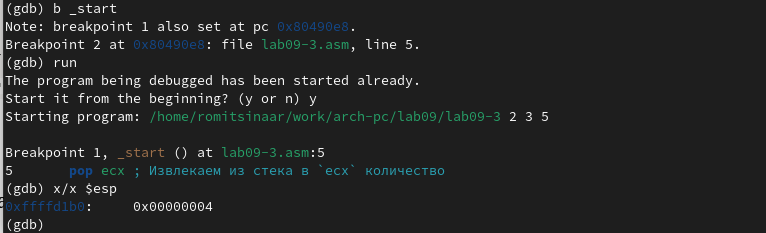 (gdb) b _start
Note: breakpoint 1 also set at pc 0x80490e8.
Breakpoint 2 at 0x80490e8: file lab09-3.asm, line 5.
(gdb) run
The program being debugged has been started already.
Start it from the beginning? (y or n) y
Starting program: /home/romitsinaar/work/arch-pc/lab09/lab09-3 2 3 5
Breakpoint 1, _start () at lab09-3.asm:5
5 pop ecx ; Извлекаем из стека в `ecx` количество
(gdb) x/x $esp
0xffffd1b0: 0x00000004
(gdb)